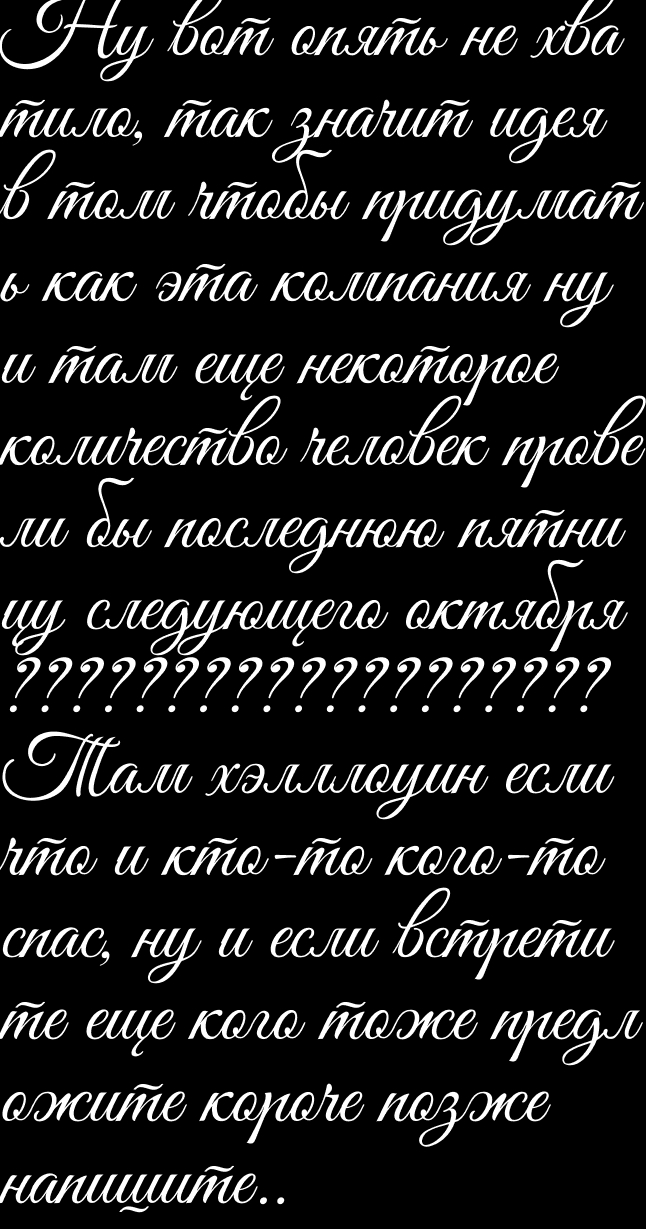 Ну вот опять не хва
тило, так значит идея
в том чтобы придумат
ь как эта компания ну
и там еще некоторое
количество человек прове
ли бы последнюю пятни
цу следующего октября
???????????????????
Там хэллоуин если
что и кто-то кого-то
спас, ну и если встрети
те еще кого тоже предл
ожите короче позже
напишите..